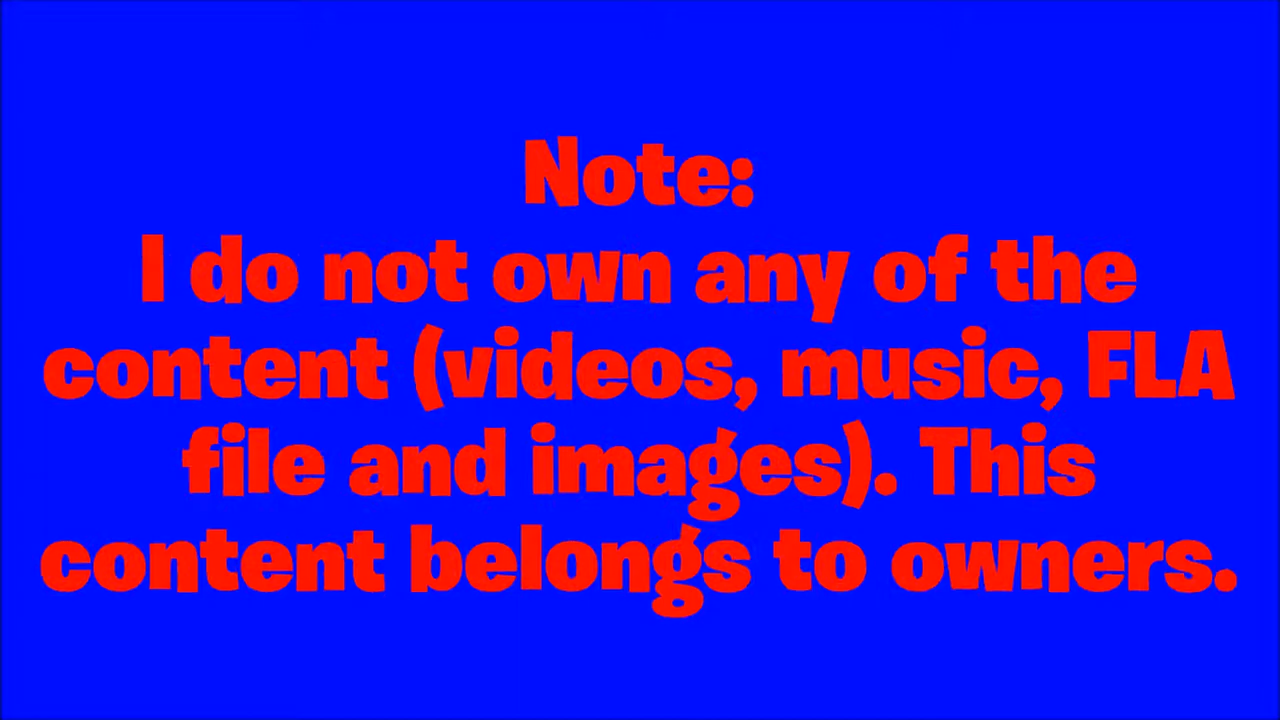 Note:
I do not own any of the
content (videos, music, FLA
file and images). This
content belongs to owners.